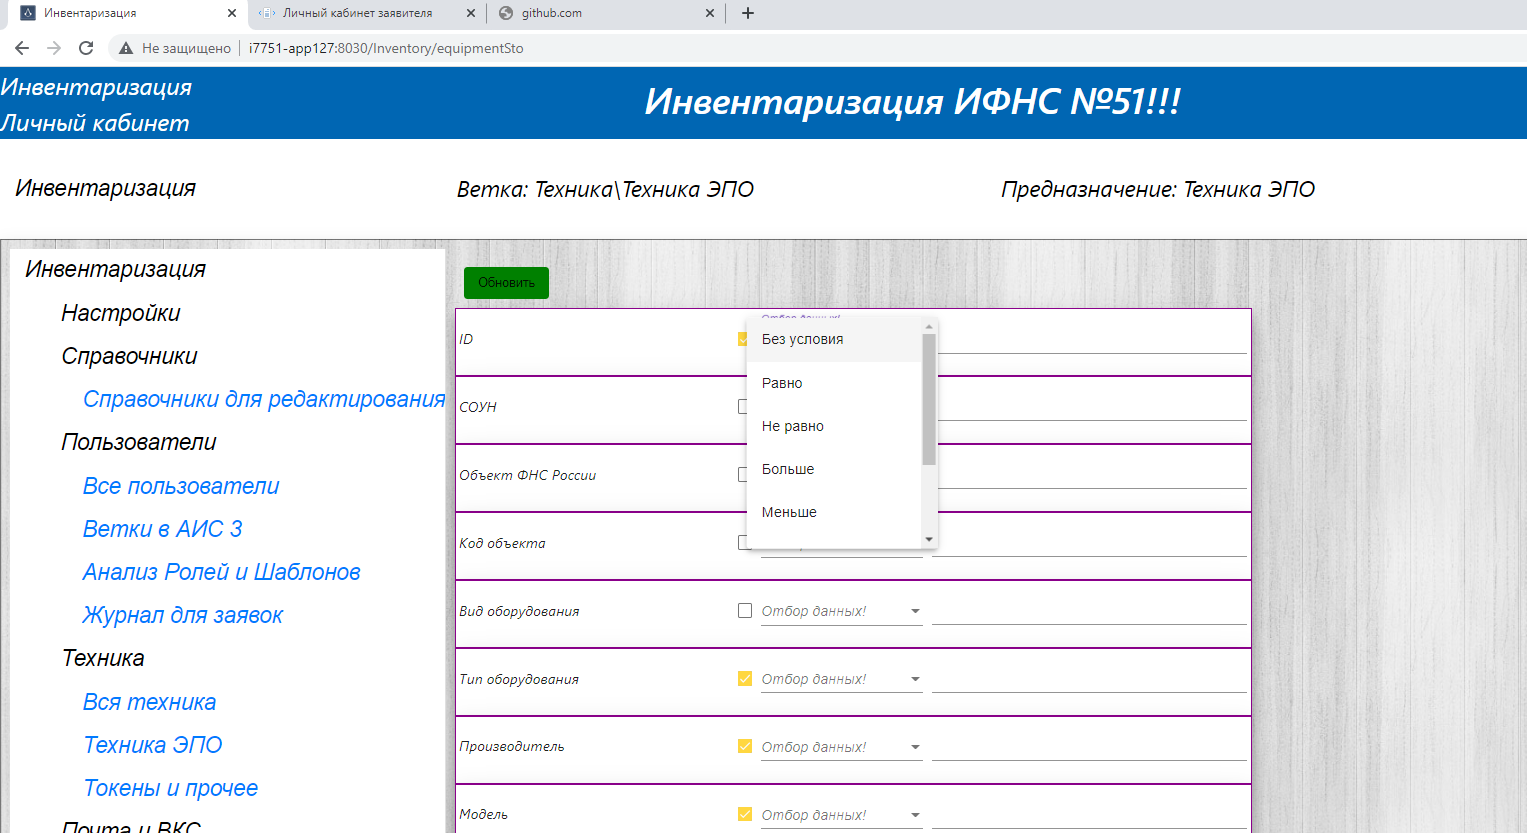 Инвентаризация
Личный кабинет заявителя
github.com
Не защищено
i7751-app127:8030/Inventory/equipmentSto
Инвентаризация
Личный кабинет
Инвентаризация ИФНС №51!!!
Инвентаризация
Ветка: Техника\Техника ЭПО
Предназначение: Техника ЭПО
Инвентаризация
Настройки
Справочники
Справочники для редактирования
Пользователи
Все пользователи
Ветки в АИС 3
Анализ Ролей и Шаблонов
Журнал для заявок
Техника
Вся техника
Техника ЭПО
Токены и прочее
Почта и ВКС
Обновить
ID
Отбор данных!
Без условия
Равно
Не равно
Больше
Меньше
СОУН
Объект ФНС России
Код объекта
Вид оборудования
Отбор данных!
Тип оборудования
Отбор данных!
Производитель
Отбор данных!
Модель
Отбор данных!